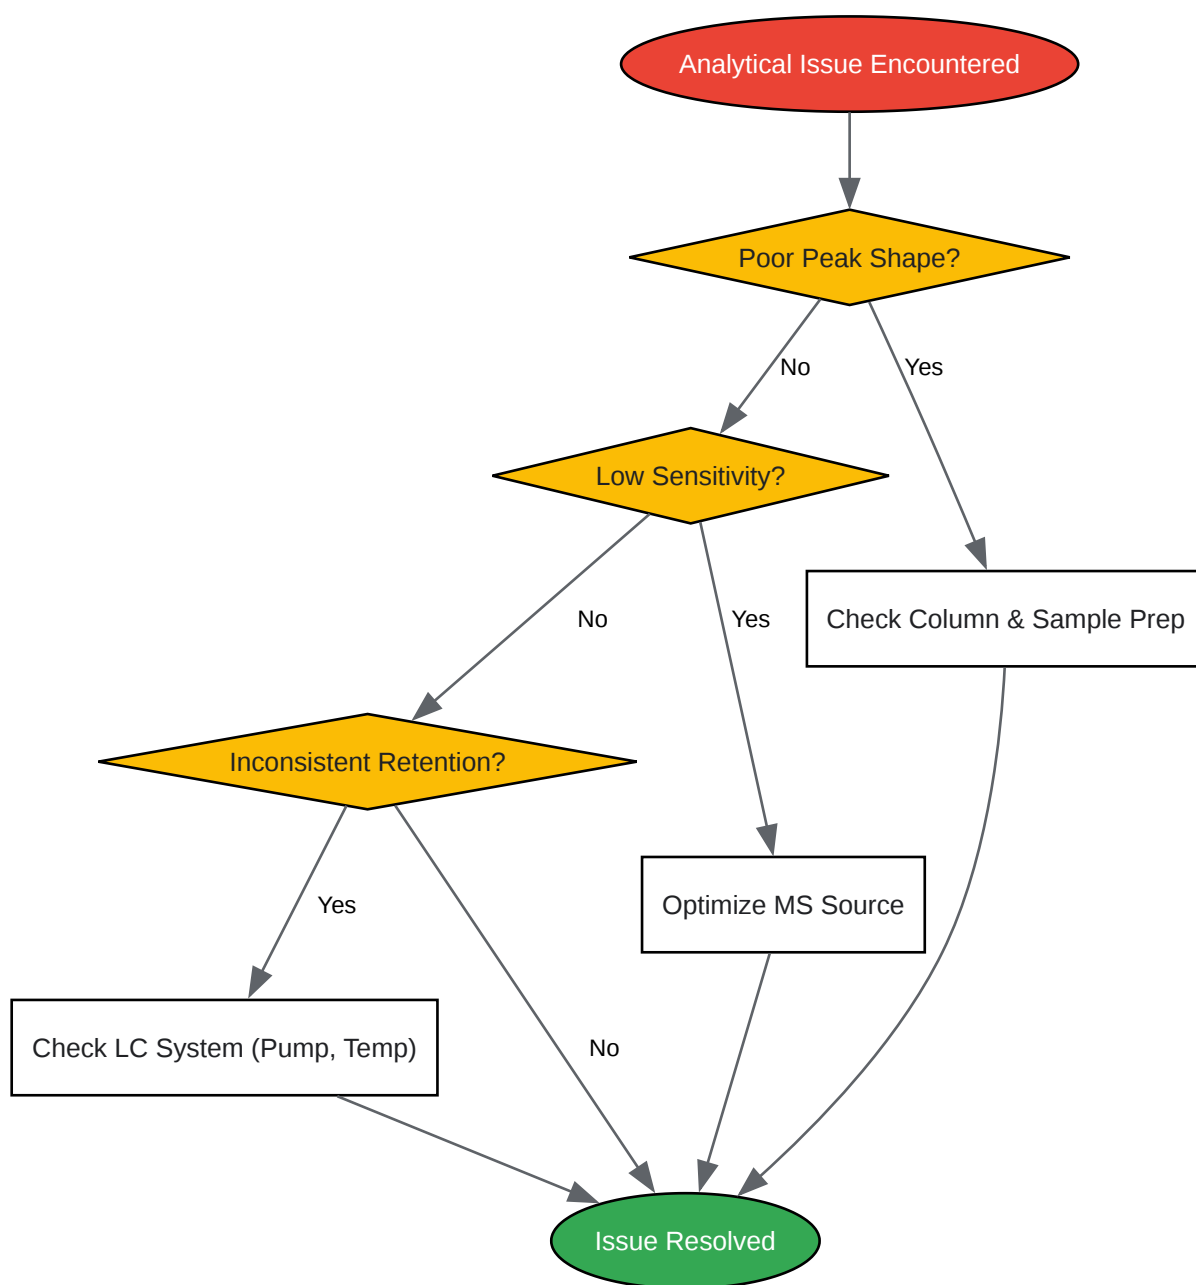 Analytical Issue Encountered
Poor Peak Shape?
No
Yes
Low Sensitivity?
No
Yes
Check Column & Sample Prep
Inconsistent Retention?
Yes
Optimize MS Source
Check LC System (Pump, Temp)
No
Issue Resolved